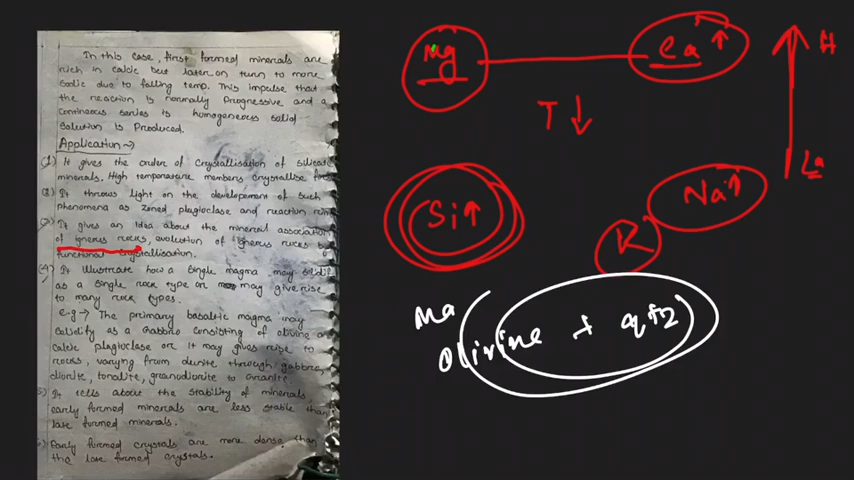 In this case, first formed minerals are
rich in calcic but later on turn to more
sodic due to falling temp. This impulse that
the reaction is normally Progressive and a
continuous series is homogeneous solid
solution is Produced.
Application →
(1) It gives the order of crystallisation of silicate
minerals. High temperature members crystallise
(2) It throws light on the development of such
Phenomena as zoned plagioclase and reaction
(3) It gives an idea about the mineral association
of igneous rocks, evolution of igneous rocks
functional crystallisation.
(4) It illustrate how a single magma may
as a single rock type or may give rise
to many rock types.
e.g → The primary basaltic magma may
solidify as a Gabbro consisting of olivine
calcic plagioclase or it may gives rise to
rocks, varying from dunite through gabbro,
diorite, tonalite, granodiorite to Granite.
5) It tells about the stability of minerals,
early formed minerals are less stable than
late formed minerals.
6) Early formed crystals are more dense than
the late formed crystals.
Mg
Ca ↑
H
T ↓
La
Si ↑
Na ↑
K
Ma
Olivine + qtz